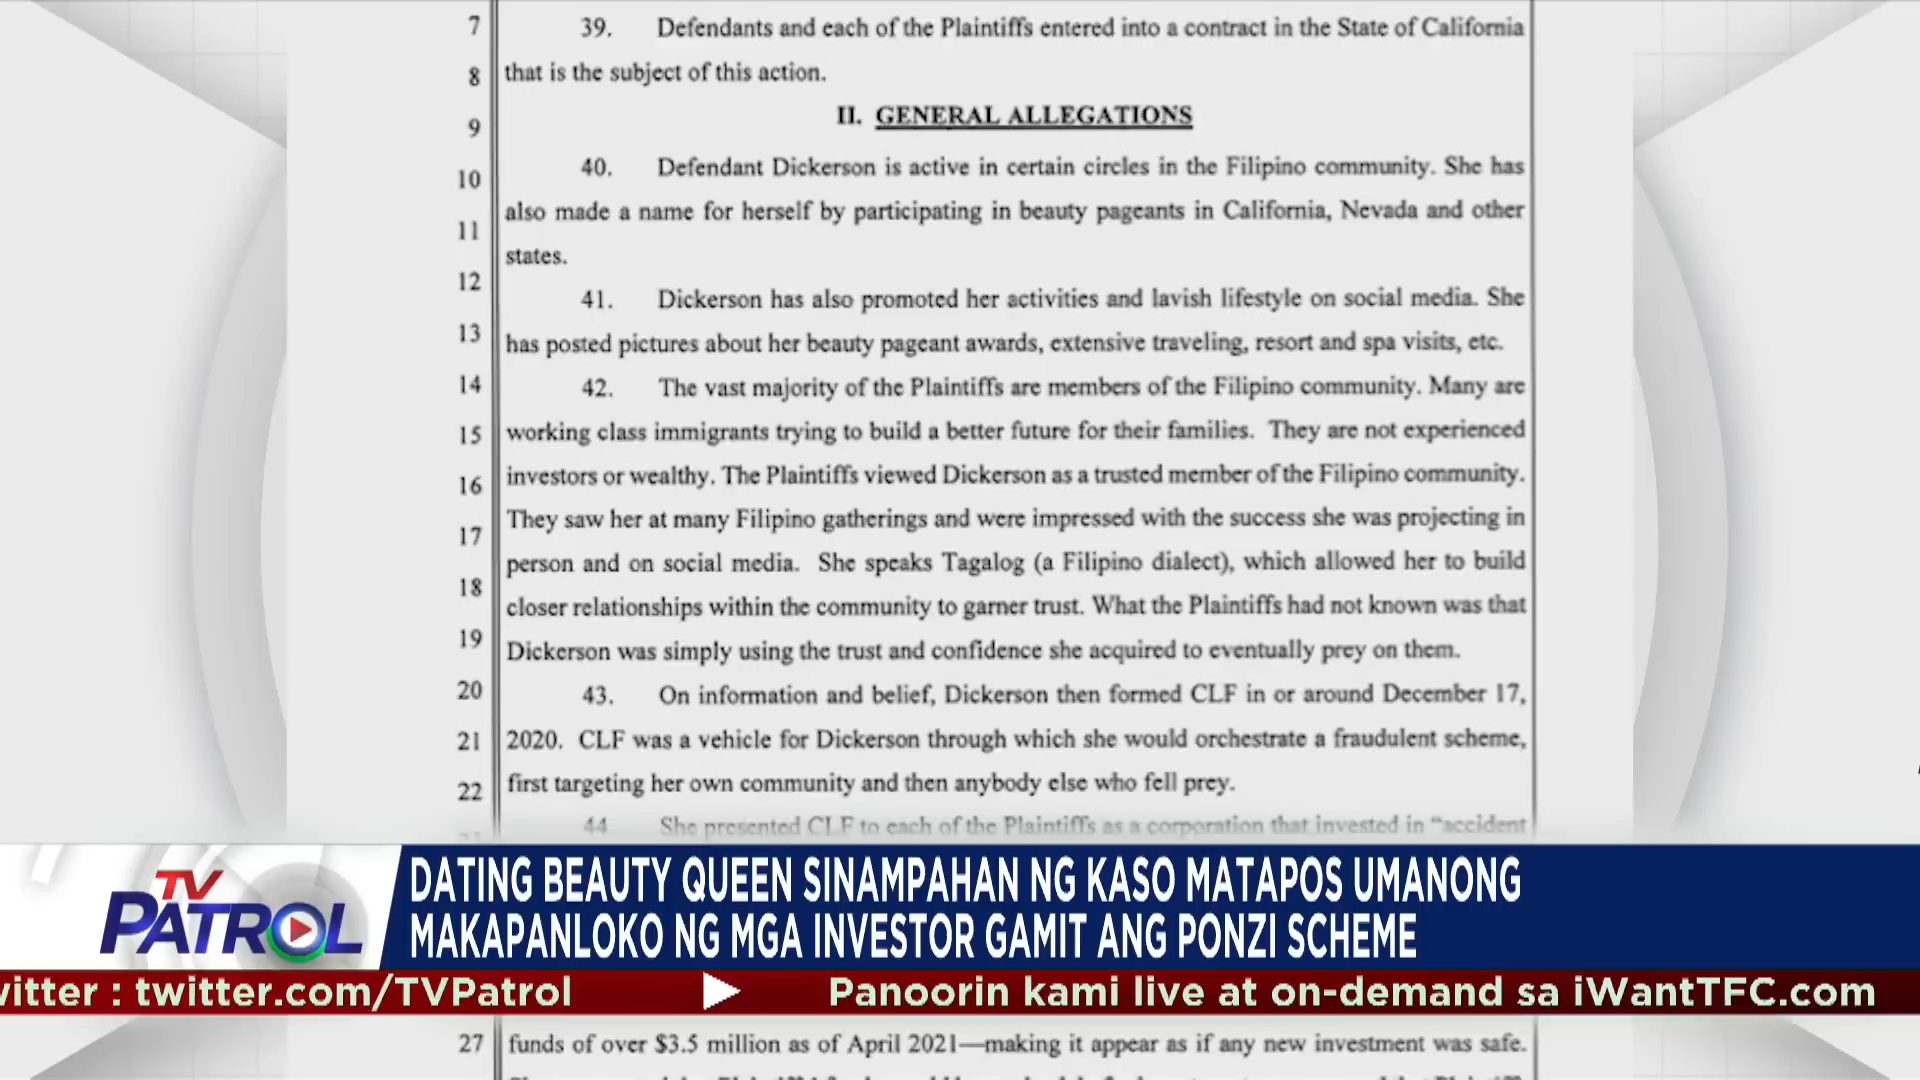 7 39. Defendants and each of the Plaintiffs entered into a contract in the State of California
8 that is the subject of this action.
II. GENERAL ALLEGATIONS
9
10 40. Defendant Dickerson is active in certain circles in the Filipino community. She has
11 also made a name for herself by participating in beauty pageants in California, Nevada and other
states.
12
13 41. Dickerson has also promoted her activities and lavish lifestyle on social media. She
has posted pictures about her beauty pageant awards, extensive traveling, resort and spa visits, etc.
14 42. The vast majority of the Plaintiffs are members of the Filipino community. Many are
15 working class immigrants trying to build a better future for their families. They are not experienced
16 investors or wealthy. The Plaintiffs viewed Dickerson as a trusted member of the Filipino community.
17 They saw her at many Filipino gatherings and were impressed with the success she was projecting in
person and on social media. She speaks Tagalog (a Filipino dialect), which allowed her to build
18 closer relationships within the community to garner trust. What the Plaintiffs had not known was that
19 Dickerson was simply using the trust and confidence she acquired to eventually prey on them.
20 43. On information and belief, Dickerson then formed CLF in or around December 17,
21 2020. CLF was a vehicle for Dickerson through which she would orchestrate a fraudulent scheme,
22 first targeting her own community and then anybody else who fell prey.
44 She presented CLF to each of the Plaintiffs as a corporation that invested in “accident
TV PATROL
DATING BEAUTY QUEEN SINAMPAHAN NG KASO MATAPOS UMANONG
MAKAPANLOKO NG MGA INVESTOR GAMIT ANG PONZI SCHEME
witter : twitter.com/TVPatrol Panoorin kami live at on-demand sa iWantTFC.com
27 funds of over $3.5 million as of April 2021—making it appear as if any new investment was safe.